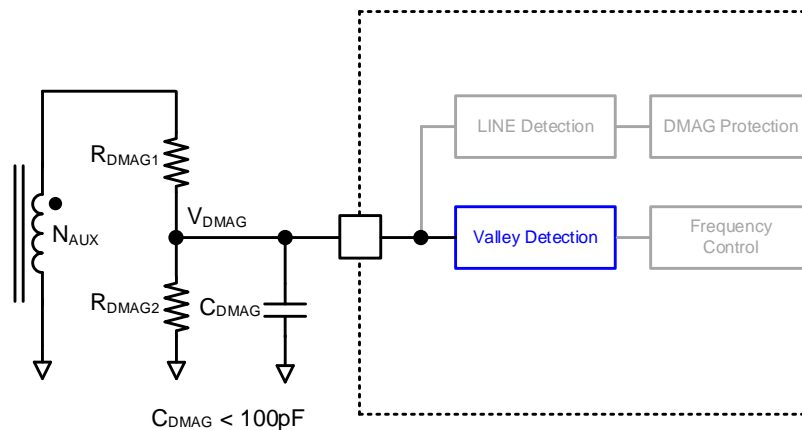 LINE Detection
DMAG Protection
RDMAG1
VDMAG
NAUX
Valley Detection
Frequency
Control
RDMAG2
CDMAG
CDMAG < 100pF